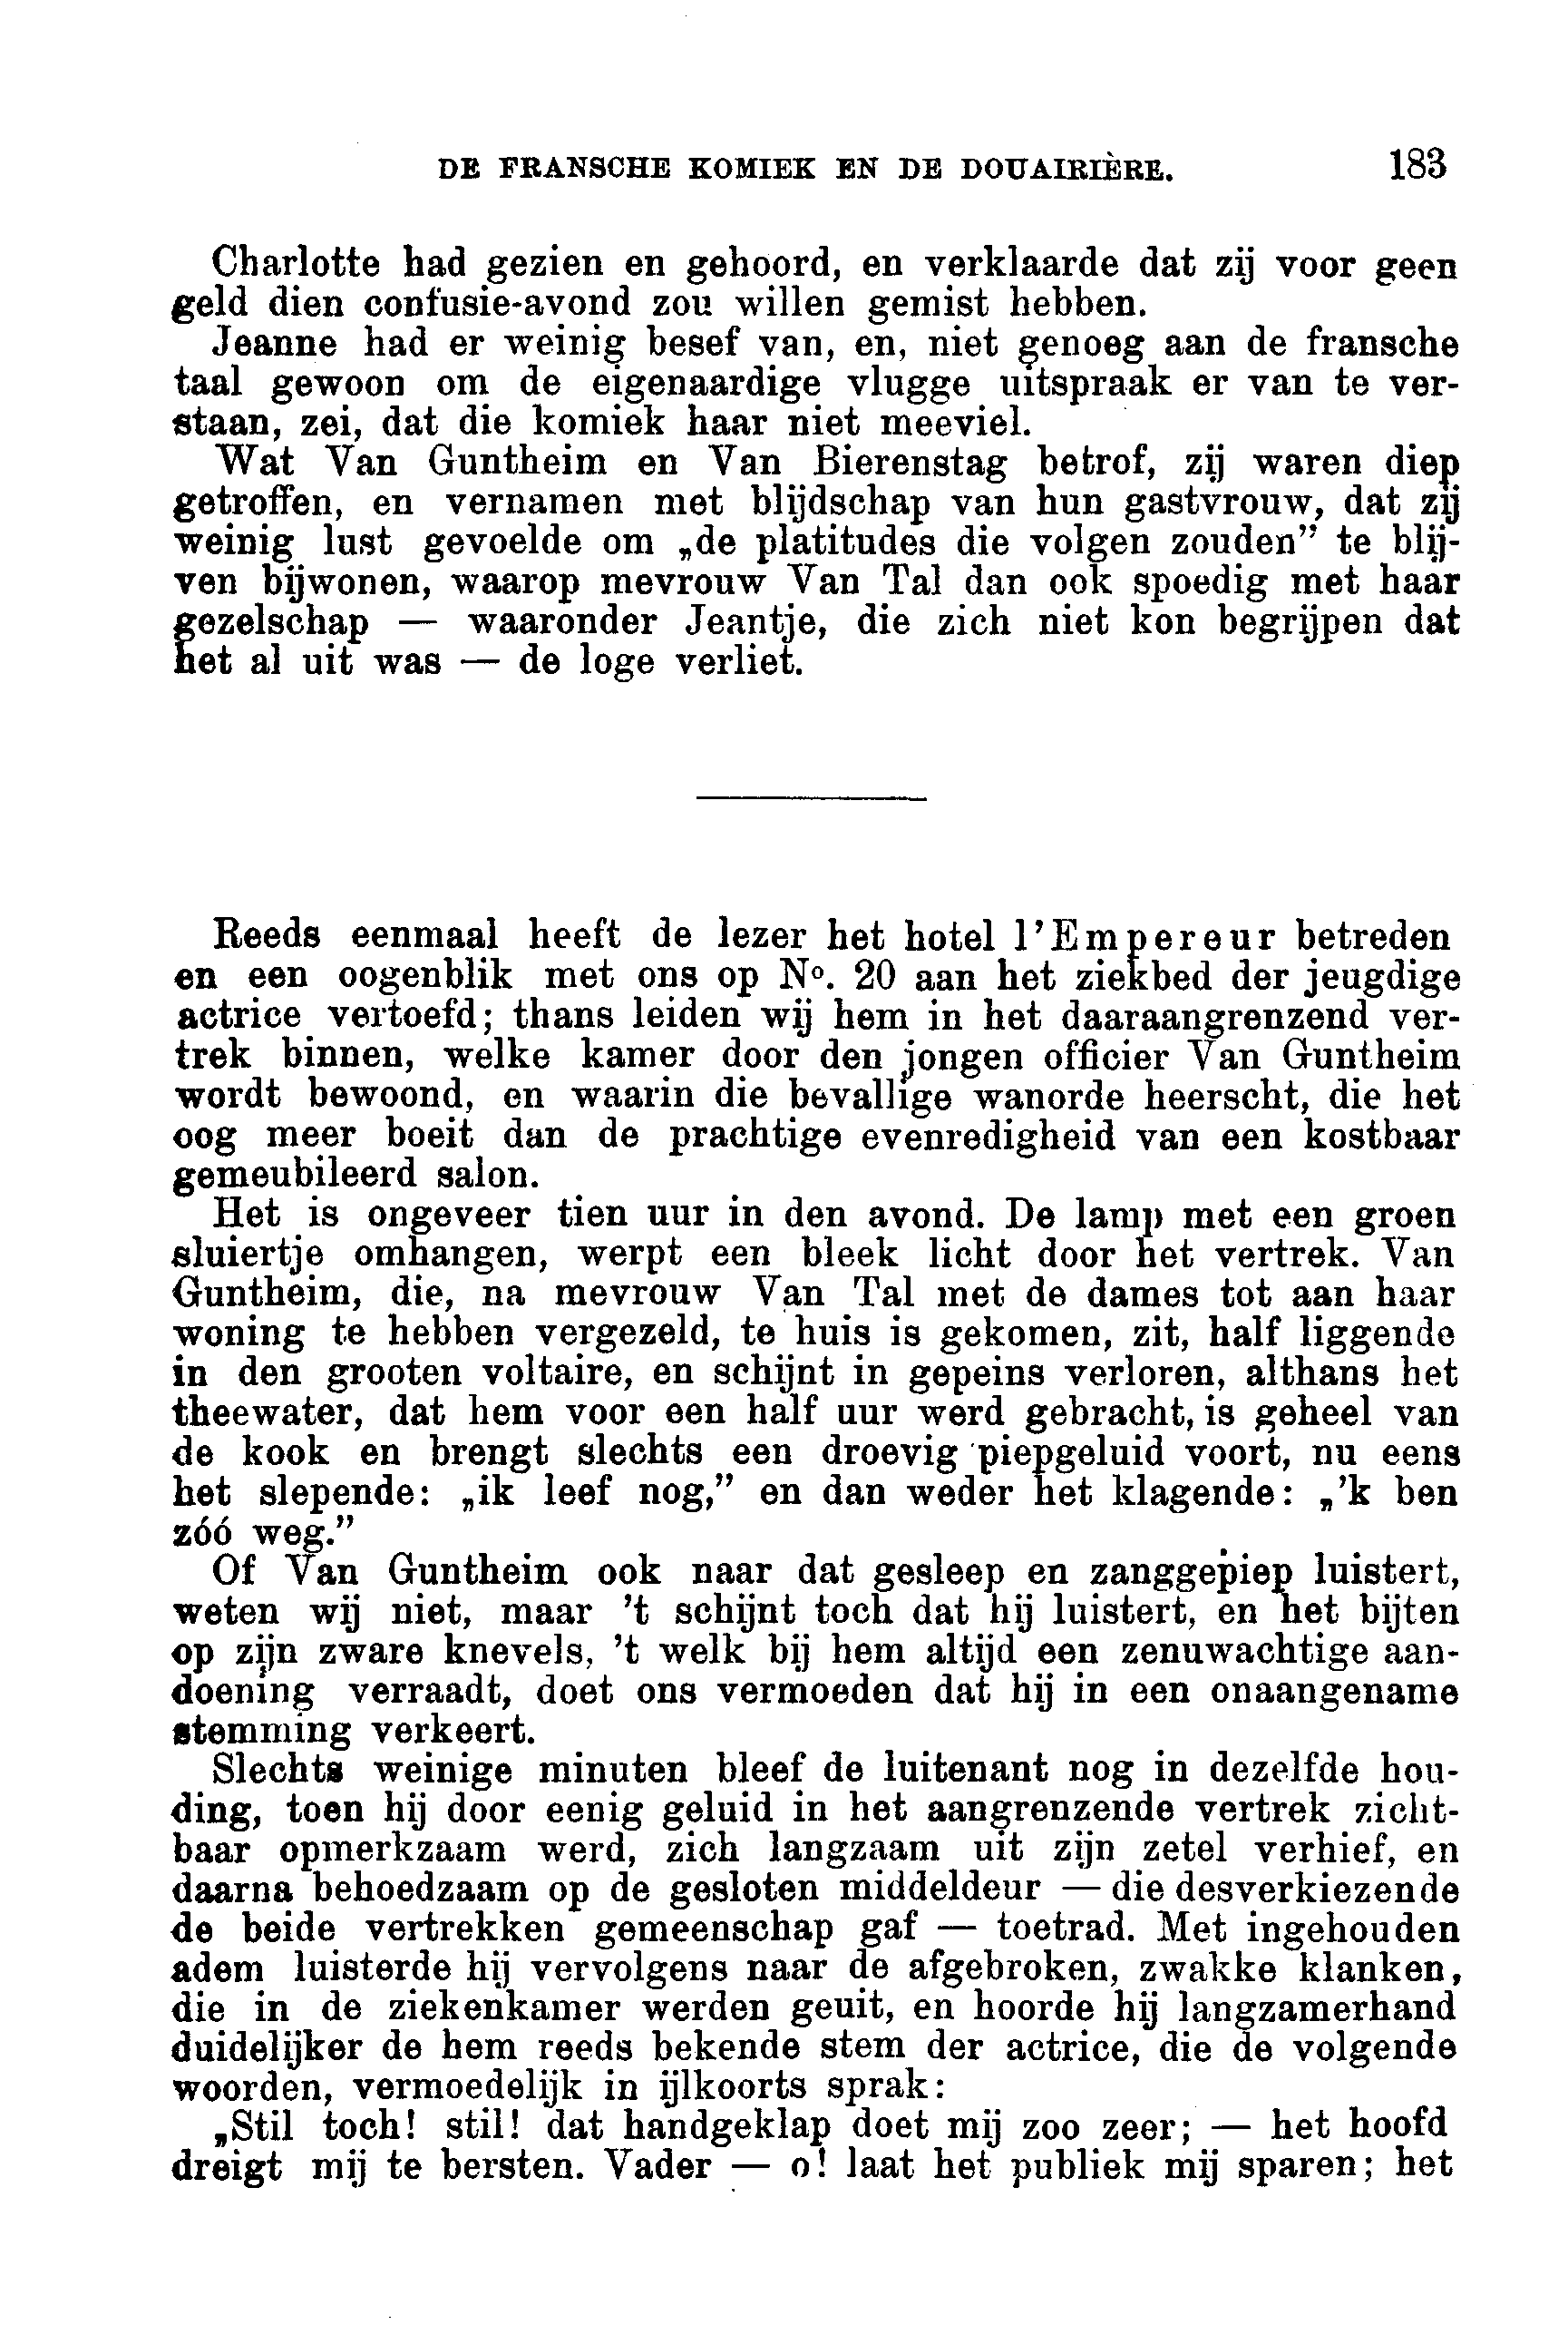 DE FRANSCHE KOMIEK EN DE DOUAIRIÈRE. 183
Charlotte had gezien en gehoord, en verklaarde dat zij voor geen
geld dien confusie-avond zou willen gemist hebben.
Jeanne had er weinig besef van, en, niet genoeg aan de fransche
taal gewoon om de eigenaardige vlugge uitspraak er van te ver-
staan, zei, dat die komiek haar niet meeviel.
Wat Van Guntheim en Van Bierenstag betrof, zij waren diep
getroffen, en vernamen met blijdschap van hun gastvrouw, dat zij
weinig lust gevoelde om „de platitudes die volgen zouden” te blij-
ven bijwonen, waarop mevrouw Van Tal dan ook spoedig met haar
gezelschap — waaronder Jeantje, die zich niet kon begrijpen dat
het al uit was — de loge verliet.
Reeds eenmaal heeft de lezer het hotel l'Empereur betreden
en een oogenblik met ons op Nº. 20 aan het ziekbed der jeugdige
actrice vertoefd; thans leiden wij hem in het daaraangrenzend ver-
trek binnen, welke kamer door den jongen officier Van Guntheim
wordt bewoond, en waarin die bevallige wanorde heerscht, die het
oog meer boeit dan de prachtige evenredigheid van een kostbaar
gemeubileerd salon.
Het is ongeveer tien uur in den avond. De lamp met een groen
sluiertje omhangen, werpt een bleek licht door het vertrek. Van
Guntheim, die, na mevrouw Van Tal met de dames tot aan haar
woning te hebben vergezeld, te huis is gekomen, zit, half liggende
in den grooten voltaire, en schijnt in gepeins verloren, althans het
theewater, dat hem voor een half uur werd gebracht, is geheel van
de kook en brengt slechts een droevig piepgeluid voort, nu eens
het slepende: „ik leef nog,” en dan weder het klagende: „'k ben
zóó weg.”
Of Van Guntheim ook naar dat gesleep en zanggepiep luistert,
weten wij niet, maar 't schijnt toch dat hij luistert, en het bijten
op zijn zware knevels, 't welk bij hem altijd een zenuwachtige aan-
doening verraadt, doet ons vermoeden dat hij in een onaangename
stemming verkeert.
Slechts weinige minuten bleef de luitenant nog in dezelfde hou-
ding, toen hij door eenig geluid in het aangrenzende vertrek zicht-
baar opmerkzaam werd, zich langzaam uit zijn zetel verhief, en
daarna behoedzaam op de gesloten middeldeur — die desverkiezende
de beide vertrekken gemeenschap gaf — toetrad. Met ingehouden
adem luisterde hij vervolgens naar de afgebroken, zwakke klanken,
die in de ziekenkamer werden geuit, en hoorde hij langzamerhand
duidelijker de hem reeds bekende stem der actrice, die de volgende
woorden, vermoedelijk in ijlkoorts sprak:
„Stil toch! stil! dat handgeklap doet mij zoo zeer; — het hoofd
dreigt mij te bersten. Vader — o! laat het publiek mij sparen; het